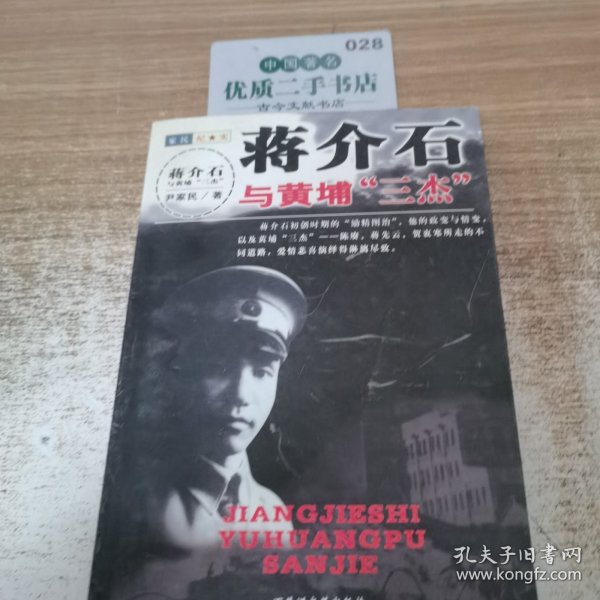 028
中国著名
优质二手书店
古今文献书店
家民纪★实
蒋介石
与黄埔“三杰”
尹家民/著
蒋介石
与黄埔“三杰”
蒋介石初创时期的“励精图治”，他的政变与情变，
以及黄埔“三杰”——陈赓，蒋先云，贺衷寒所走的不
同道路，爱情悲喜演绎得淋漓尽致。
JIANGJIESHI
YUHUANGPU
SANJIE
孔夫子旧书网
www.kongfz.com